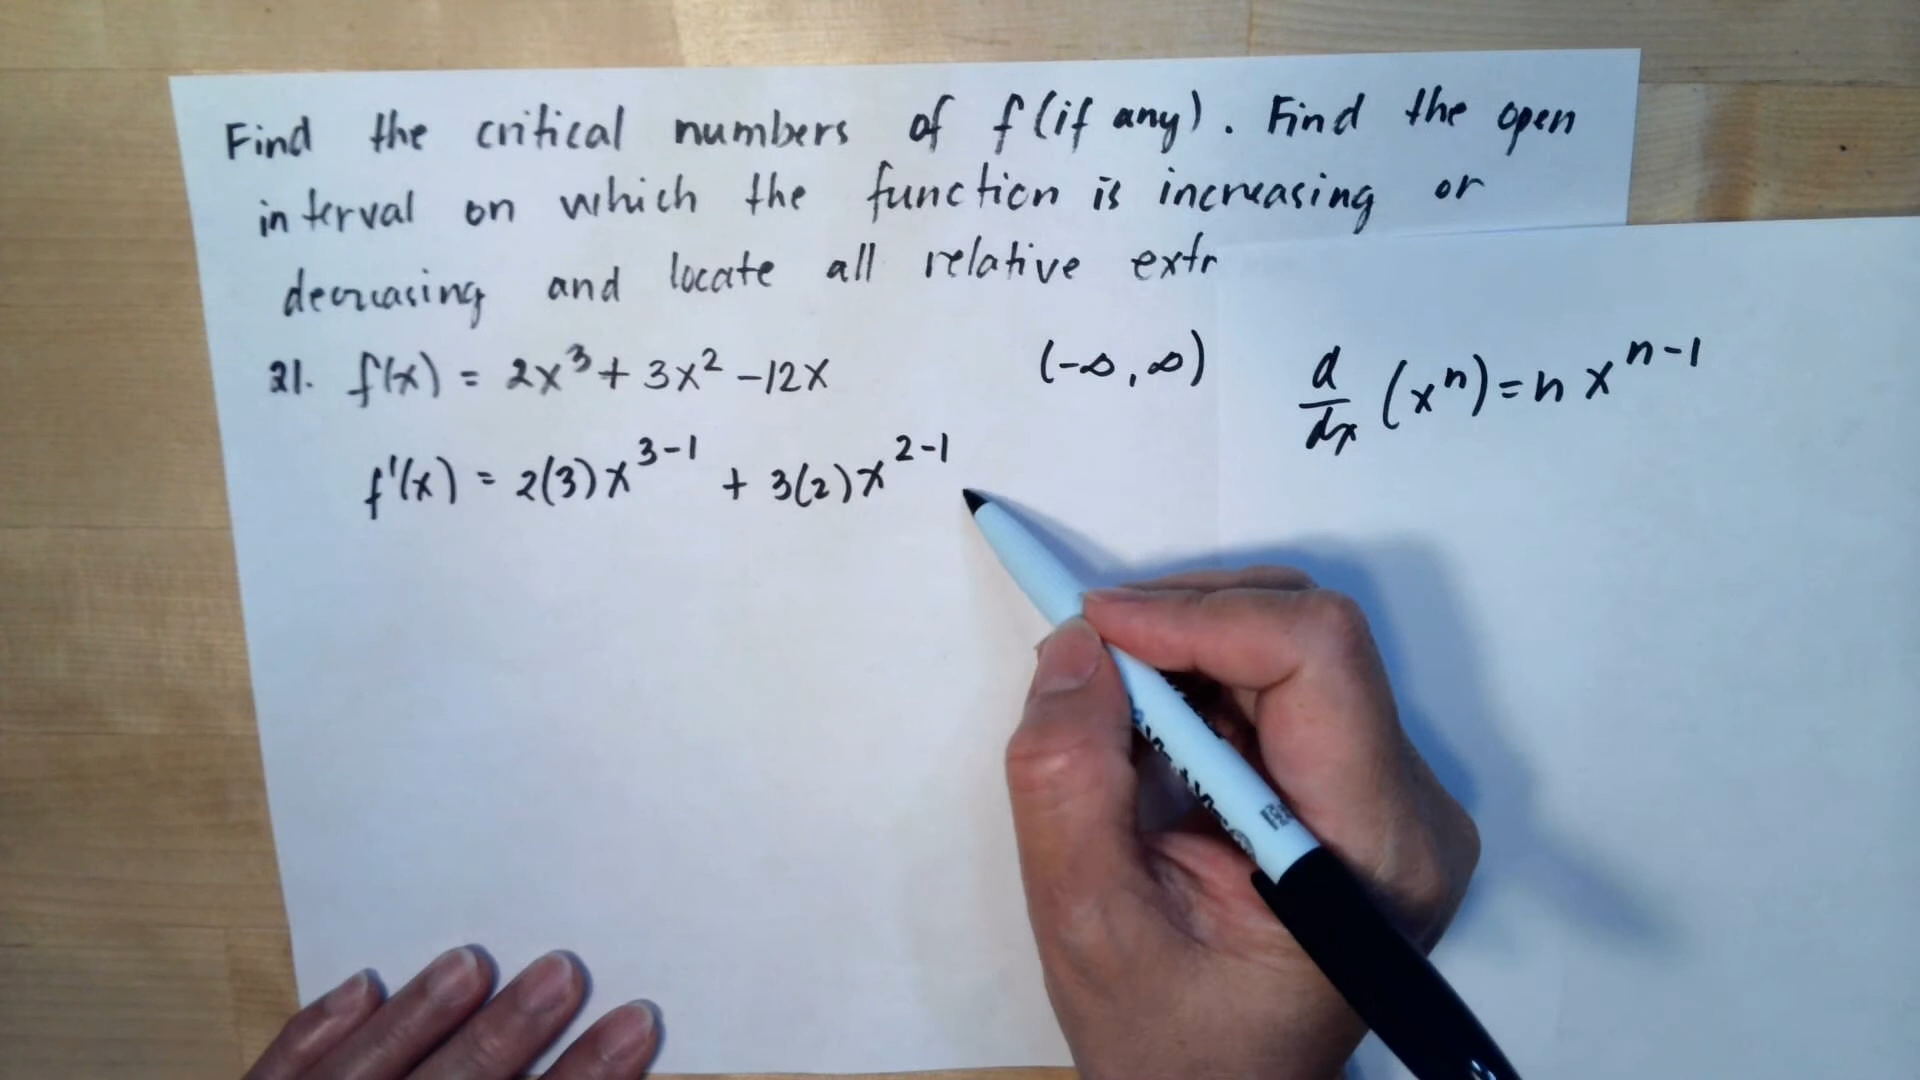 Find the critical numbers of f (if any). Find the open
interval on which the function is increasing or
decreasing and locate all relative extr
21. f(x) = 2x³ + 3x² - 12x
(-∞, ∞)
d/dx (xⁿ) = n xⁿ⁻¹
f'(x) = 2(3)x³⁻¹ + 3(2)x²⁻¹